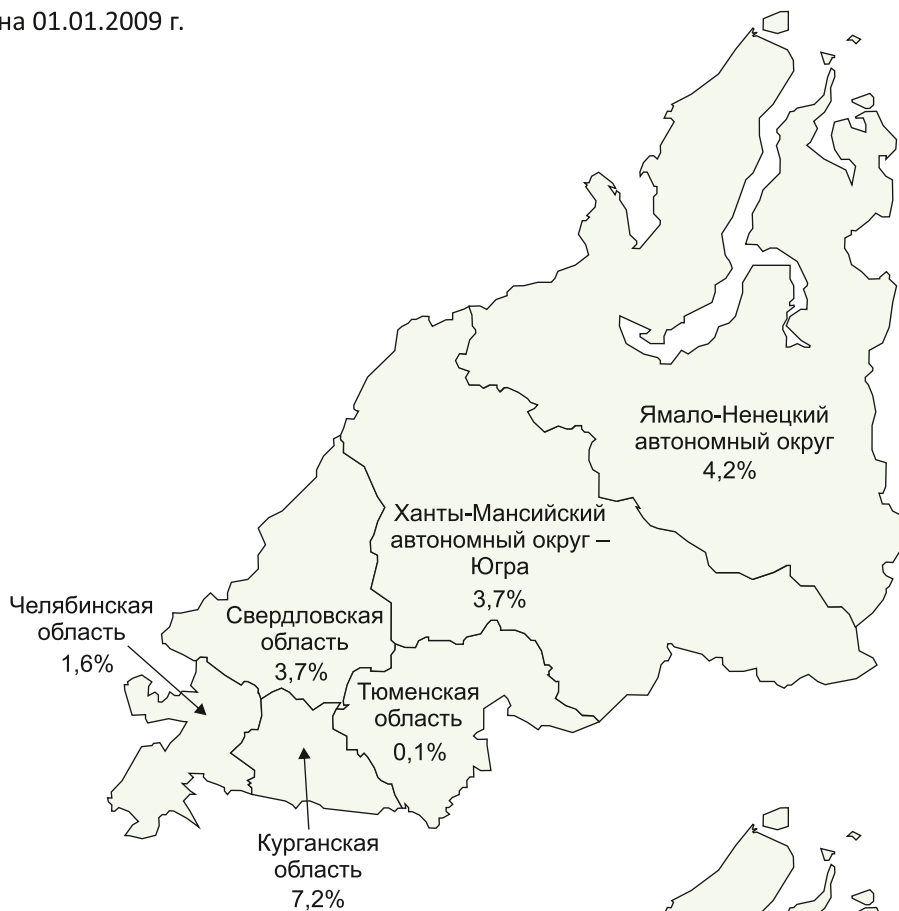 на 01.01.2009 г.
Ямало-Ненецкий
автономный округ
4,2%
Ханты-Мансийский
автономный округ –
Югра
3,7%
Челябинская
область
1,6%
Свердловская
область
3,7%
Тюменская
область
0,1%
Курганская
область
7,2%